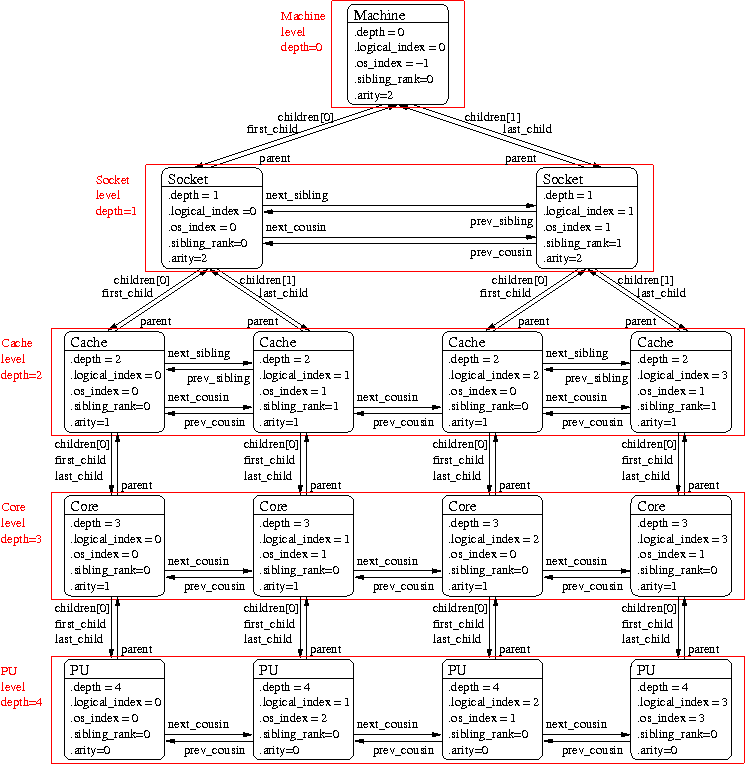 Machine
level
depth=0
Machine
.depth = 0
.logical_index = 0
.os_index = −1
.sibling_rank=0
.arity=2
children[0]
first_child
parent
children[1]
last_child
parent
Socket
level
depth=1
Socket
.depth = 1
.logical_index =0
.os_index = 0
.sibling_rank=0
.arity=2
next_sibling
prev_sibling
next_cousin
prev_cousin
Socket
.depth = 1
.logical_index = 1
.os_index = 1
.sibling_rank=1
.arity=2
children[0]
first_child
parent
children[1]
last_child
parent
children[0]
first_child
parent
children[1]
last_child
parent
Cache
level
depth=2
Cache
.depth = 2
.logical_index = 0
.os_index = 0
.sibling_rank=0
.arity=1
next_sibling
prev_sibling
next_cousin
prev_cousin
Cache
.depth = 2
.logical_index = 1
.os_index = 1
.sibling_rank=1
.arity=1
next_cousin
prev_cousin
Cache
.depth = 2
.logical_index = 2
.os_index = 0
.sibling_rank=0
.arity=1
next_sibling
prev_sibling
next_cousin
prev_cousin
Cache
.depth = 2
.logical_index = 3
.os_index = 1
.sibling_rank=1
.arity=1
children[0]
first_child
last_child
parent
children[0]
first_child
last_child
parent
children[0]
first_child
last_child
parent
children[0]
first_child
last_child
parent
Core
level
depth=3
Core
.depth = 3
.logical_index = 0
.os_index = 0
.sibling_rank=0
.arity=1
next_cousin
prev_cousin
Core
.depth = 3
.logical_index = 1
.os_index = 1
.sibling_rank=0
.arity=1
next_cousin
prev_cousin
Core
.depth = 3
.logical_index = 2
.os_index = 0
.sibling_rank=0
.arity=1
next_cousin
prev_cousin
Core
.depth = 3
.logical_index = 3
.os_index = 1
.sibling_rank=0
.arity=1
children[0]
first_child
last_child
parent
children[0]
first_child
last_child
parent
children[0]
first_child
last_child
parent
children[0]
first_child
last_child
parent
PU
level
depth=4
PU
.depth = 4
.logical_index = 0
.os_index = 0
.sibling_rank=0
.arity=0
next_cousin
prev_cousin
PU
.depth = 4
.logical_index = 1
.os_index = 2
.sibling_rank=0
.arity=0
next_cousin
prev_cousin
PU
.depth = 4
.logical_index = 2
.os_index = 1
.sibling_rank=0
.arity=0
next_cousin
prev_cousin
PU
.depth = 4
.logical_index = 3
.os_index = 3
.sibling_rank=0
.arity=0